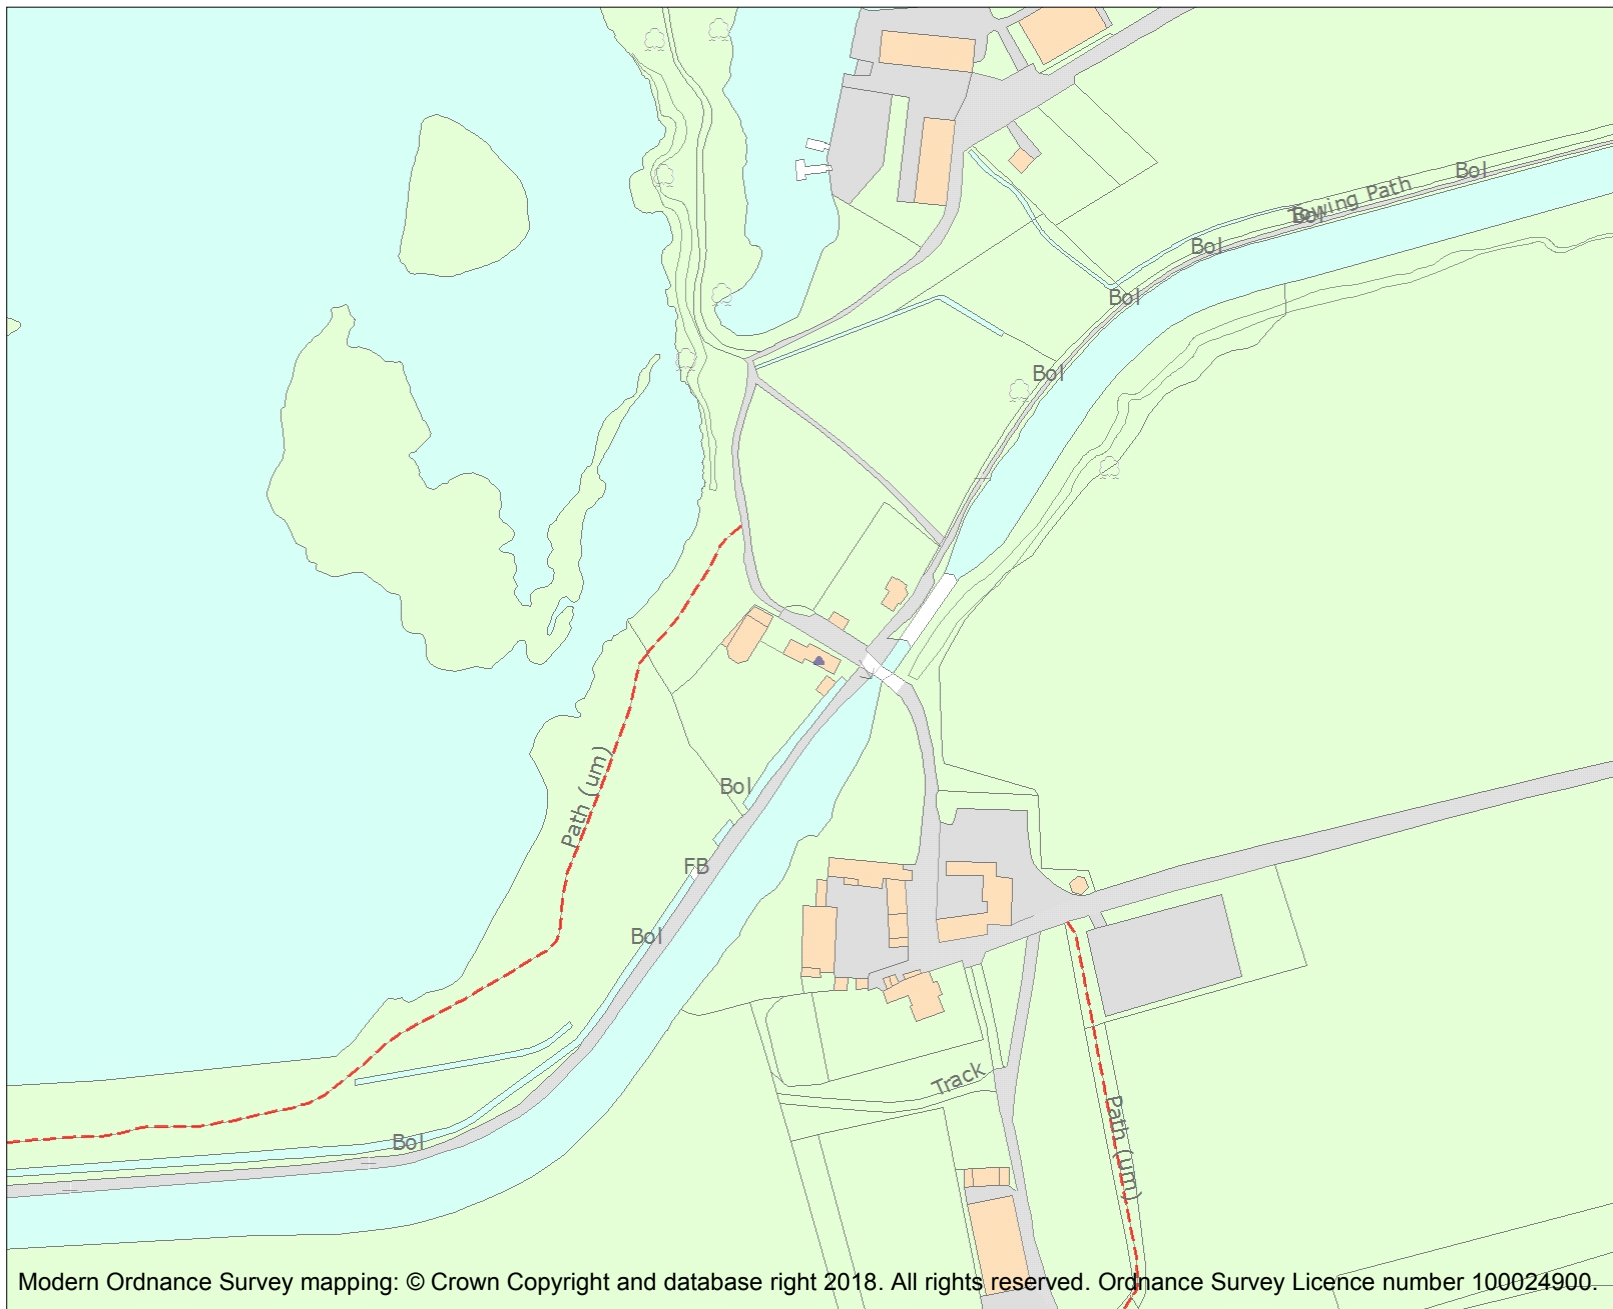 Bol
Towing Path
Bol
Bol
Bol
Bol
Bol
Path (um)
FB
Bol
Track
Path (um)
Bol
Modern Ordnance Survey mapping: © Crown Copyright and database right 2018. All rights reserved. Ordnance Survey Licence number 100024900.